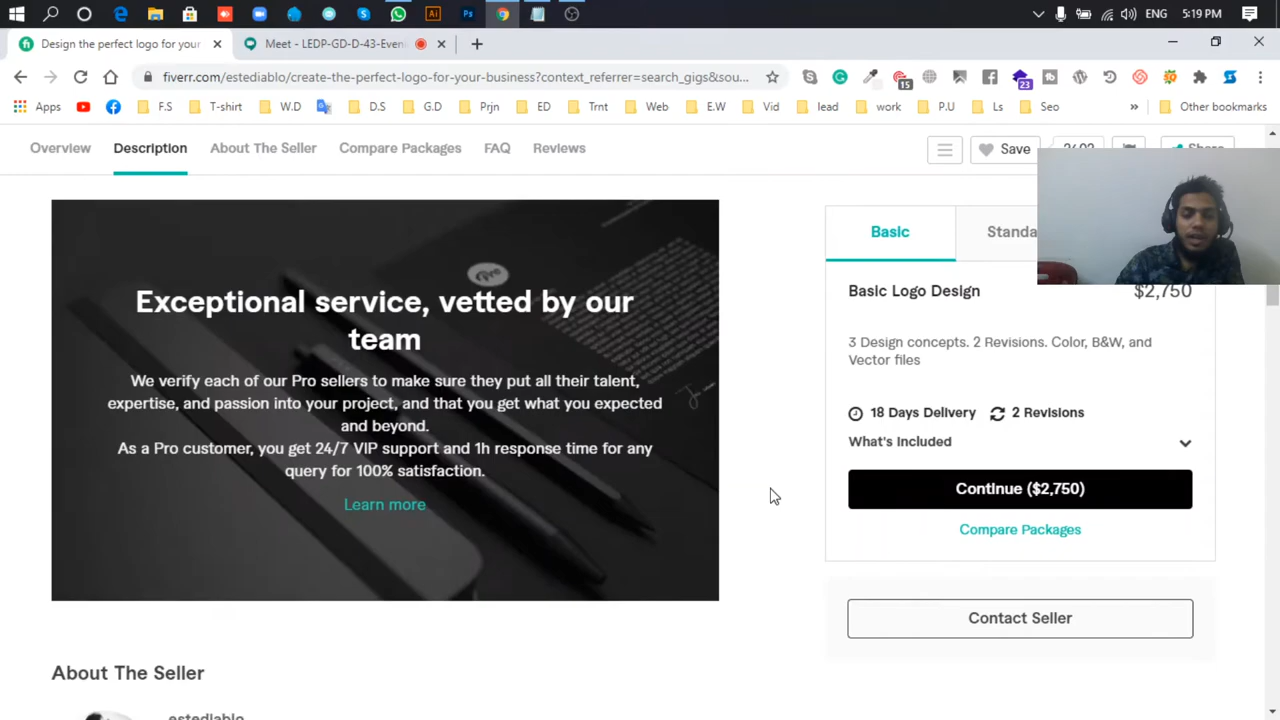 ENG
5:19 PM
Design the perfect logo for your
Meet - LEDP-GD-D-43-Even
fiverr.com/estediablo/create-the-perfect-logo-for-your-business?context_referrer=search_gigs&sou...
15
23
Apps
F.S
T-shirt
W.D
D.S
G.D
Prjn
ED
Trnt
Web
E.W
Vid
lead
work
P.U
Ls
Seo
Other bookmarks
Overview
Description
About The Seller
Compare Packages
FAQ
Reviews
Save
Pro
Exceptional service, vetted by our
team
We verify each of our Pro sellers to make sure they put all their talent,
expertise, and passion into your project, and that you get what you expected
and beyond.
As a Pro customer, you get 24/7 VIP support and 1h response time for any
query for 100% satisfaction.
Learn more
About The Seller
estediablo
Basic
Standa
Basic Logo Design
$2,750
3 Design concepts. 2 Revisions. Color, B&W, and
Vector files
18 Days Delivery
2 Revisions
What's Included
Continue ($2,750)
Compare Packages
Contact Seller